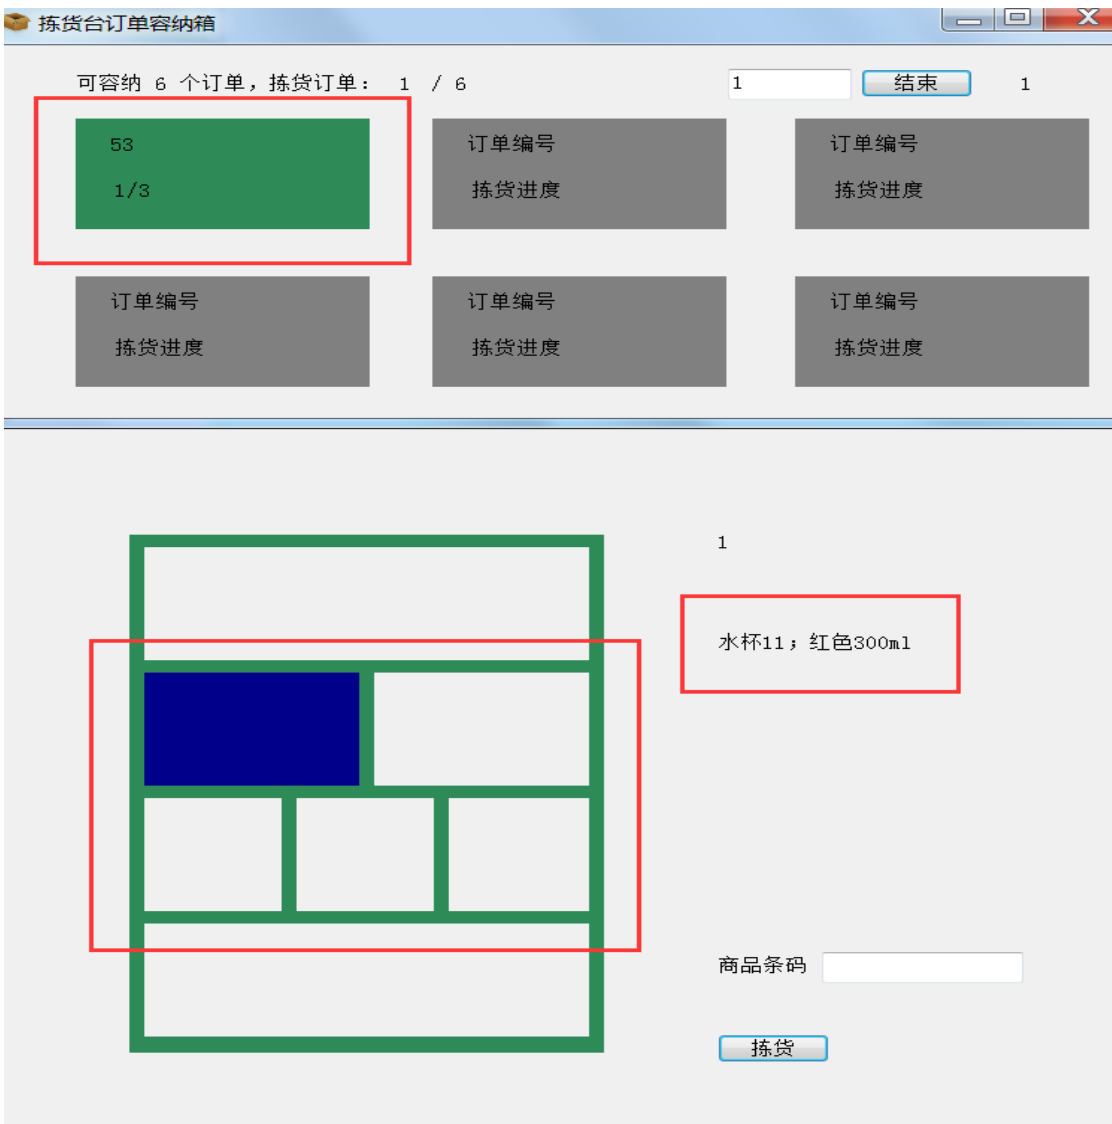 拣货台订单容纳箱
可容纳 6 个订单，拣货订单： 1 / 6 1 结束 1
53 订单编号 订单编号
1/3 拣货进度 拣货进度
订单编号 订单编号 订单编号
拣货进度 拣货进度 拣货进度
1
水杯11；红色300ml
商品条码
拣货